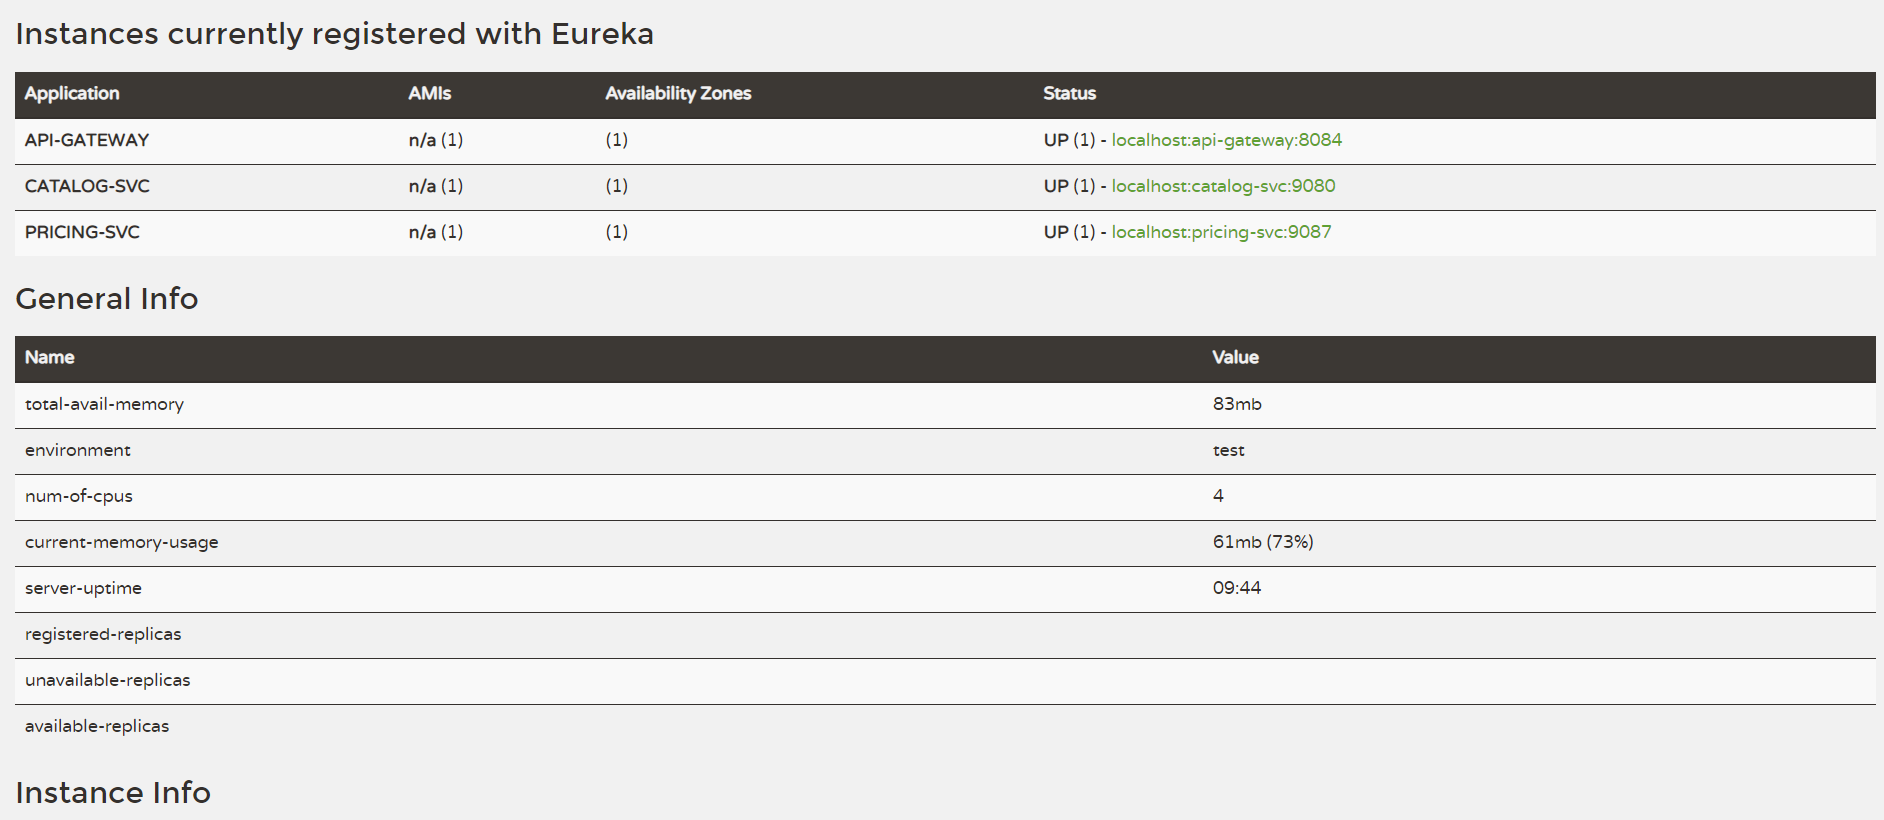 Instances currently registered with Eureka
Application AMIs Availability Zones Status
API-GATEWAY n/a (1) (1) UP (1) - localhost:api-gateway:8084
CATALOG-SVC n/a (1) (1) UP (1) - localhost:catalog-svc:9080
PRICING-SVC n/a (1) (1) UP (1) - localhost:pricing-svc:9087
General Info
Name Value
total-avail-memory 83mb
environment test
num-of-cpus 4
current-memory-usage 61mb (73%)
server-uptime 09:44
registered-replicas
unavailable-replicas
available-replicas
Instance Info